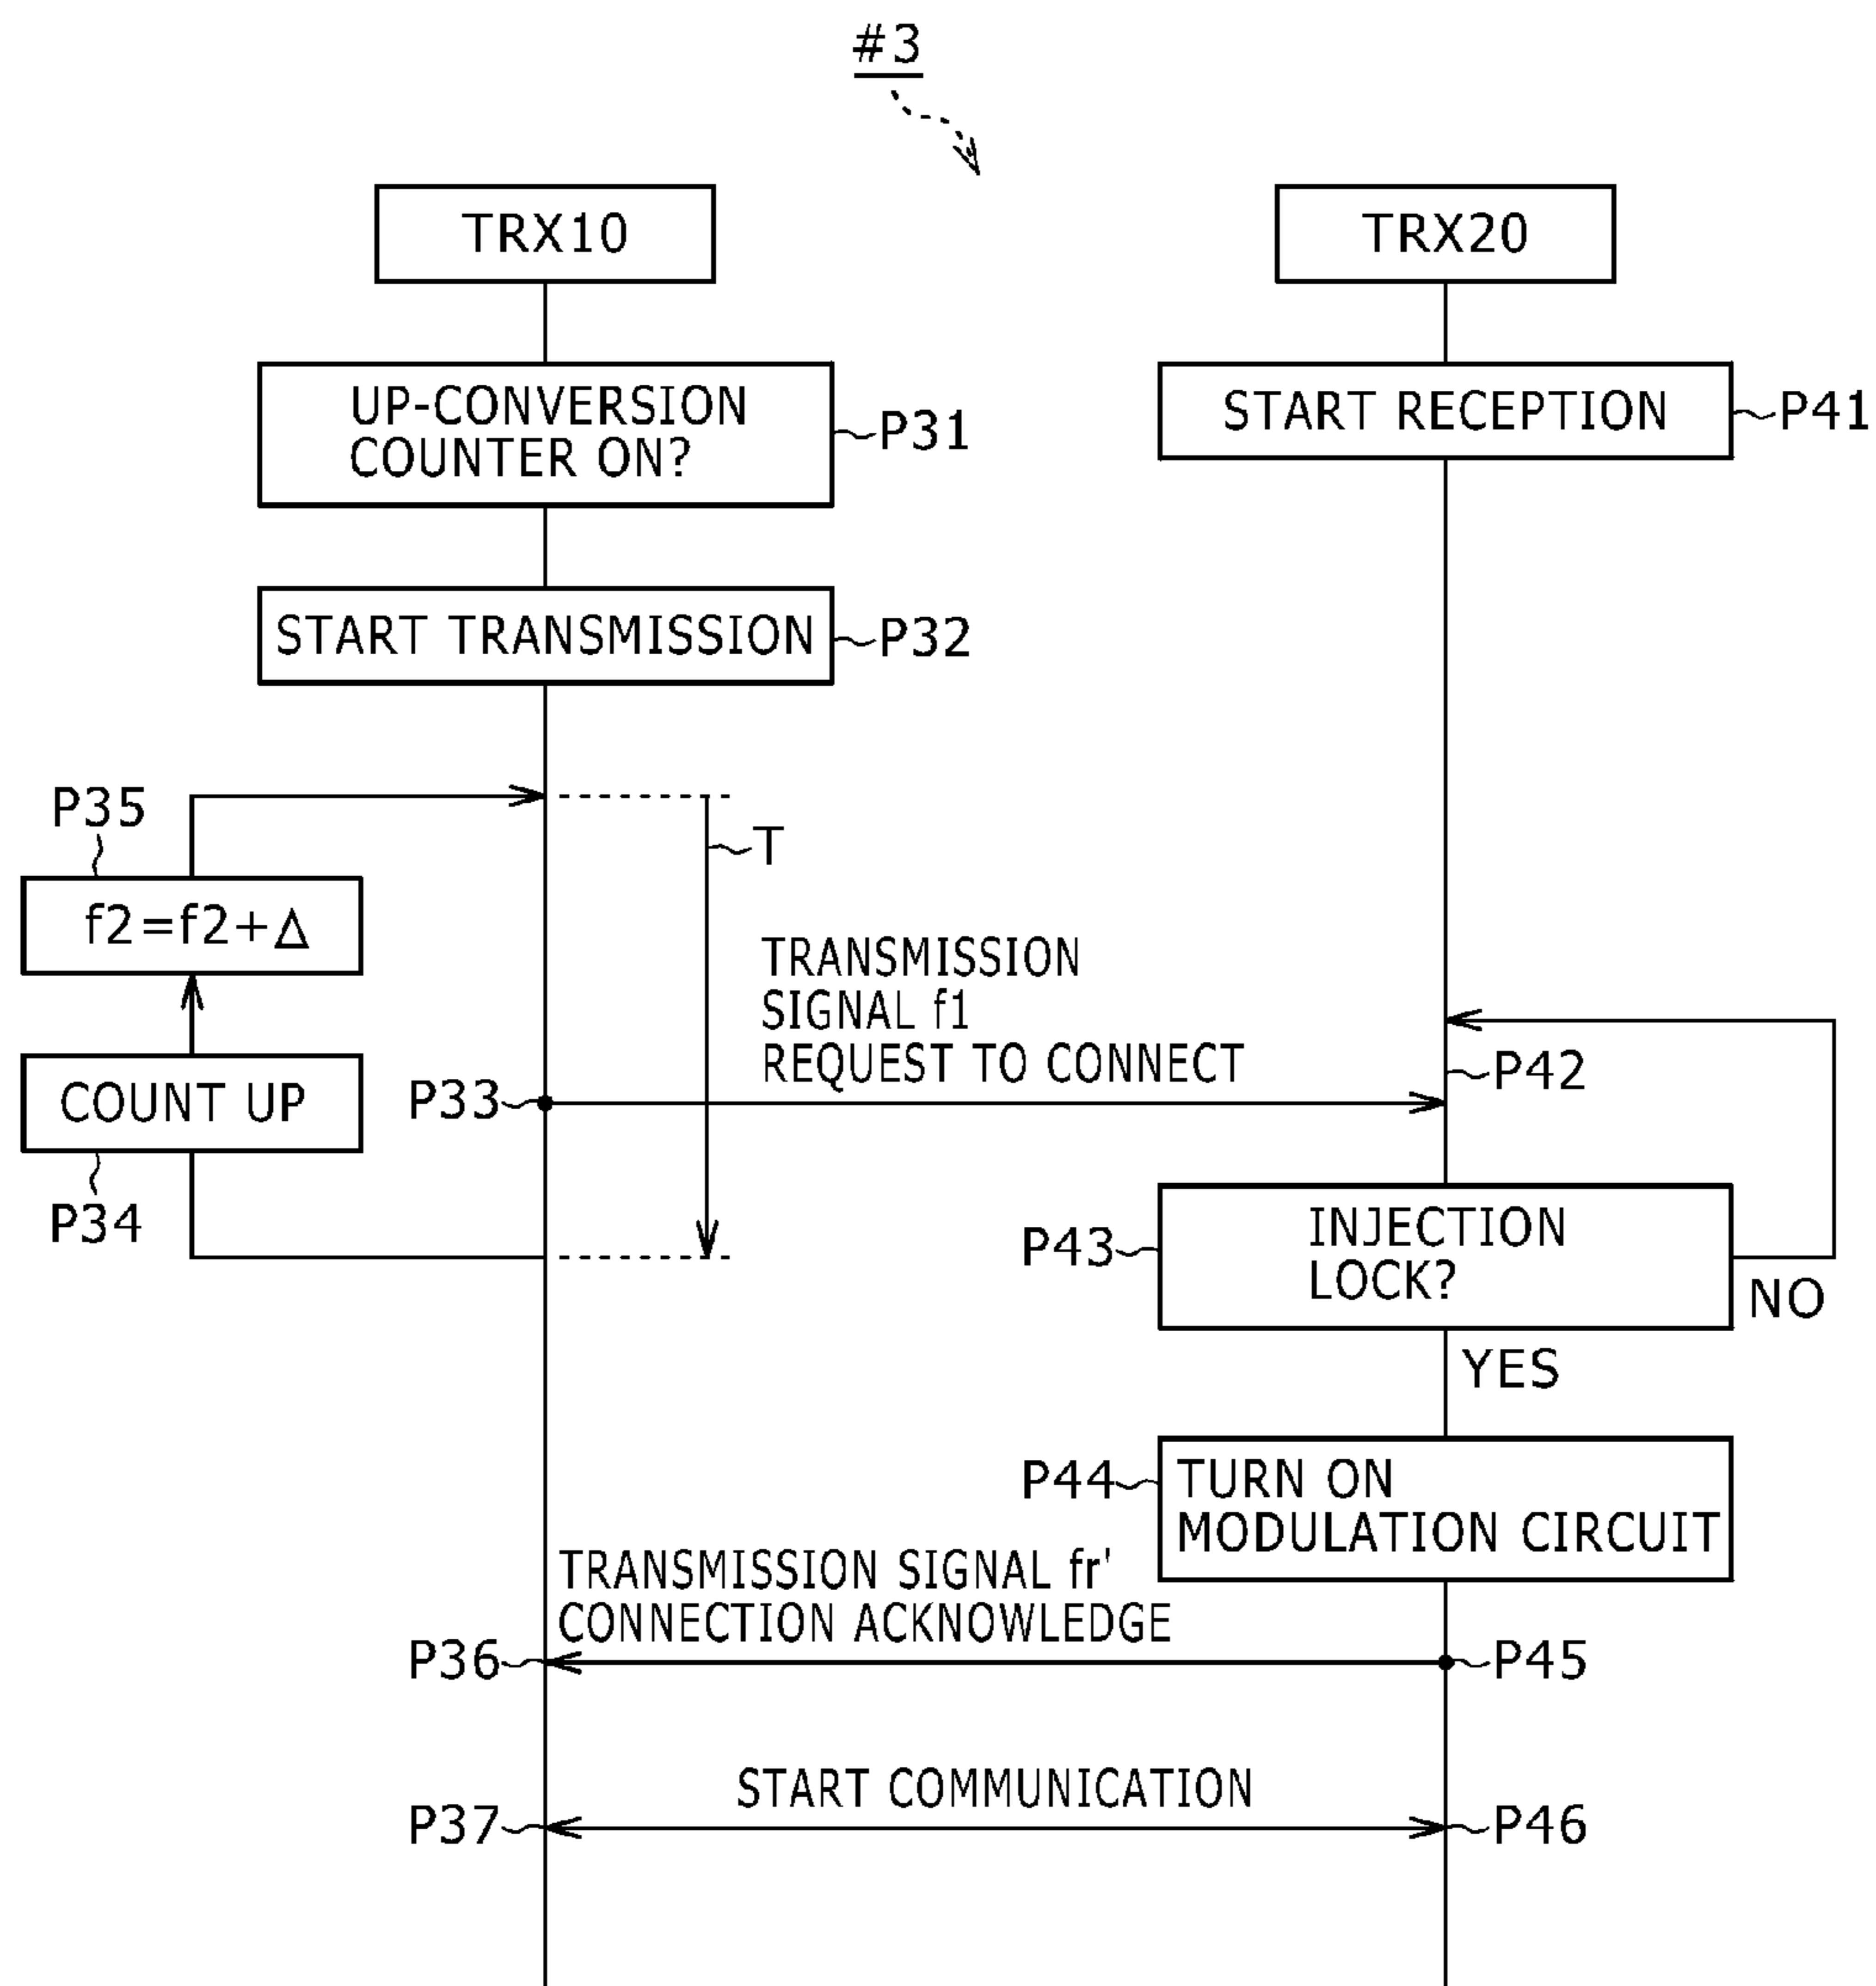 #3
TRX10
TRX20
UP-CONVERSION
COUNTER ON?
P31
START RECEPTION
P41
START TRANSMISSION
P32
P35
T
f2=f2+Δ
TRANSMISSION
SIGNAL f1
REQUEST TO CONNECT
COUNT UP
P33
P42
P34
P43
INJECTION
LOCK?
NO
YES
P44
TURN ON
MODULATION CIRCUIT
TRANSMISSION SIGNAL fr'
CONNECTION ACKNOWLEDGE
P36
P45
START COMMUNICATION
P37
P46